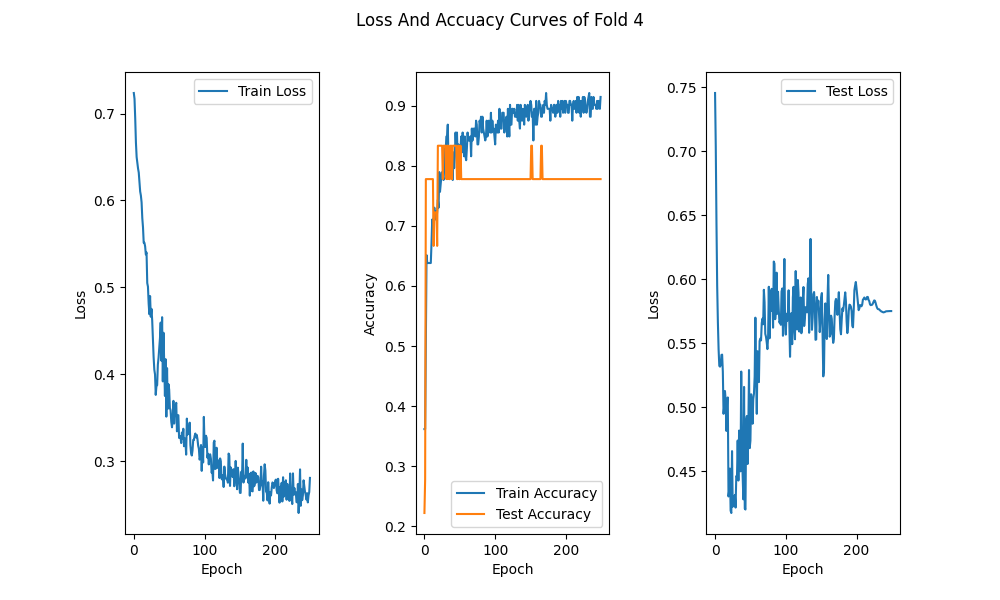 Loss And Accuacy Curves of Fold 4
Train Loss
0.7
0.6
0.5
0.4
0.3
Loss
0
100
200
Epoch
0.9
0.8
0.7
0.6
0.5
0.4
0.3
0.2
Accuracy
Train Accuracy
Test Accuracy
0
100
200
Epoch
Test Loss
0.75
0.70
0.65
0.60
0.55
0.50
0.45
Loss
0
100
200
Epoch